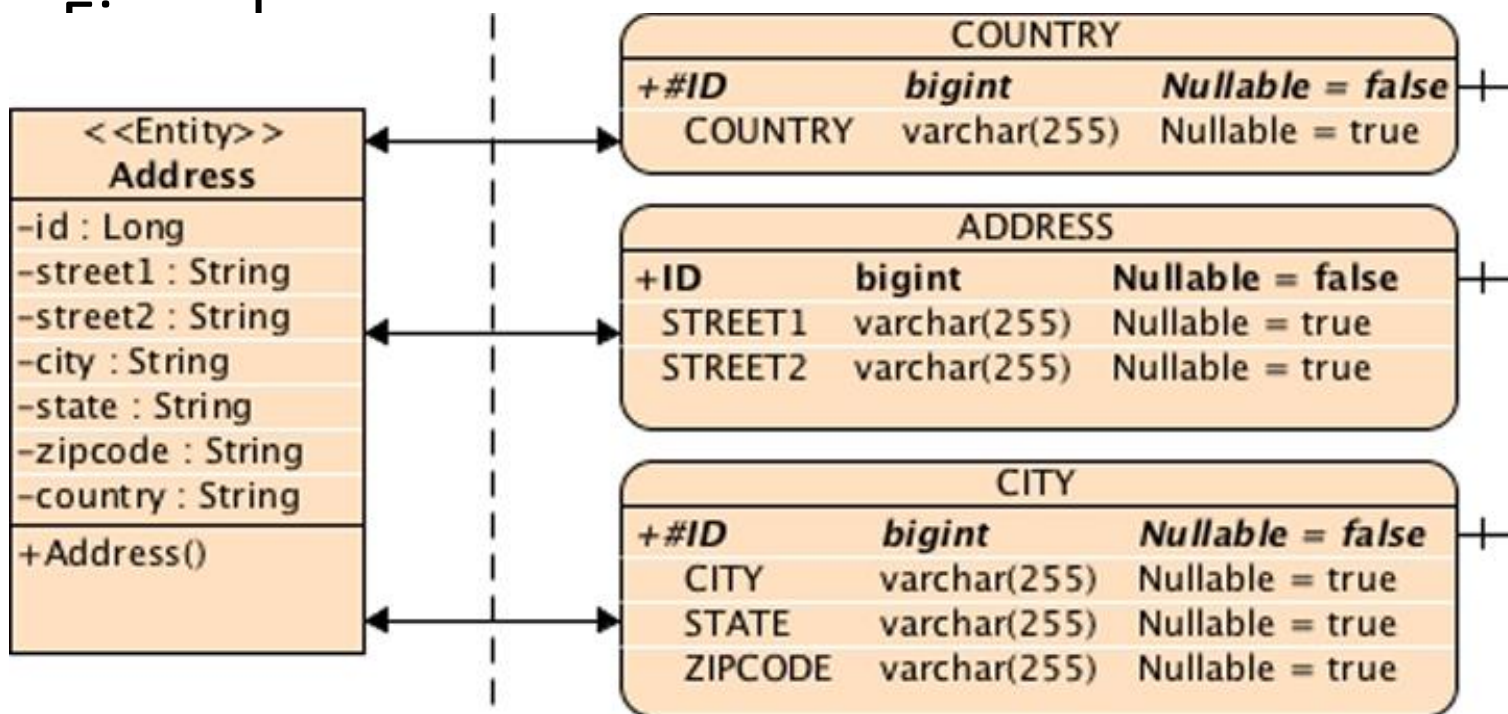 <<Entity>>
Address
-id : Long
-street1 : String
-street2 : String
-city : String
-state : String
-zipcode : String
-country : String
+Address()
COUNTRY
+#ID bigint Nullable = false
COUNTRY varchar(255) Nullable = true
ADDRESS
+ID bigint Nullable = false
STREET1 varchar(255) Nullable = true
STREET2 varchar(255) Nullable = true
CITY
+#ID bigint Nullable = false
CITY varchar(255) Nullable = true
STATE varchar(255) Nullable = true
ZIPCODE varchar(255) Nullable = true